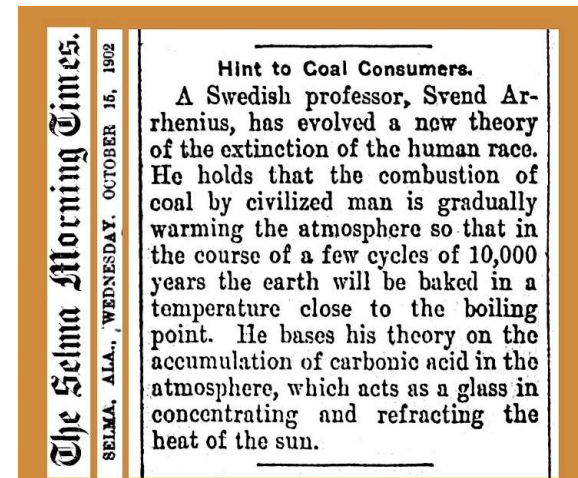 The Selma Morning Times.
SELMA, ALA., WEDNESDAY, OCTOBER 15, 1902
Hint to Coal Consumers.
A Swedish professor, Svend Ar-
rhenius, has evolved a new theory
of the extinction of the human race.
He holds that the combustion of
coal by civilized man is gradually
warming the atmosphere so that in
the course of a few cycles of 10,000
years the earth will be baked in a
temperature close to the boiling
point. He bases his theory on the
accumulation of carbonic acid in the
atmosphere, which acts as a glass in
concentrating and refracting the
heat of the sun.